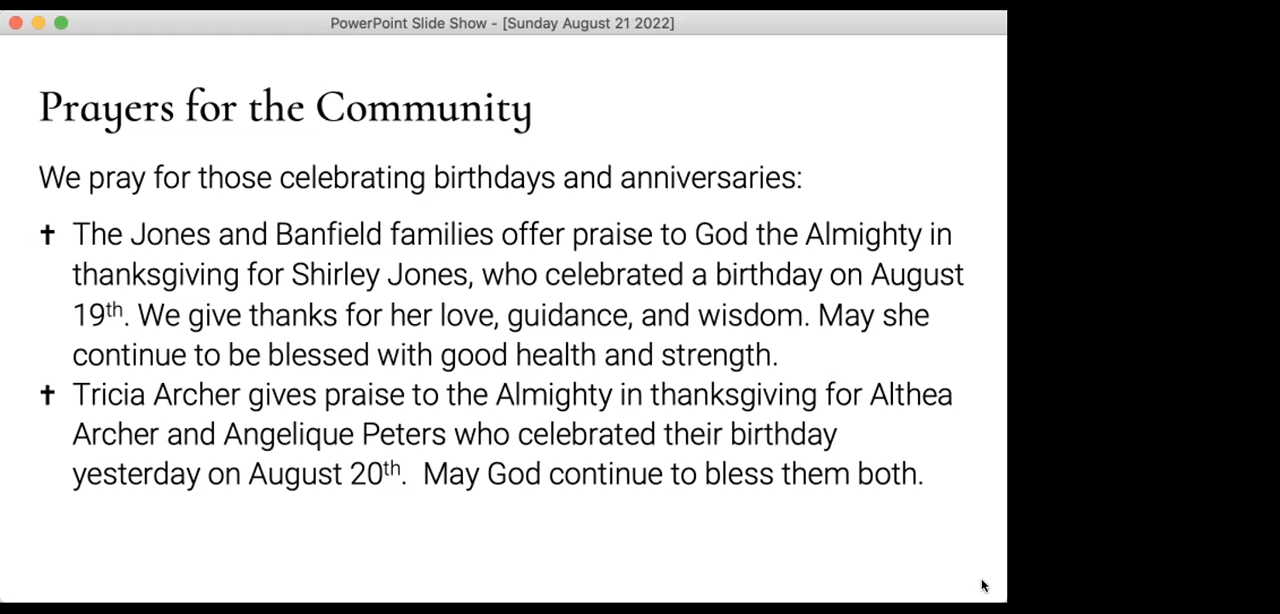 PowerPoint Slide Show - [Sunday August 21 2022]
Prayers for the Community
We pray for those celebrating birthdays and anniversaries:
✝ The Jones and Banfield families offer praise to God the Almighty in
thanksgiving for Shirley Jones, who celebrated a birthday on August
19th. We give thanks for her love, guidance, and wisdom. May she
continue to be blessed with good health and strength.
✝ Tricia Archer gives praise to the Almighty in thanksgiving for Althea
Archer and Angelique Peters who celebrated their birthday
yesterday on August 20th.  May God continue to bless them both.